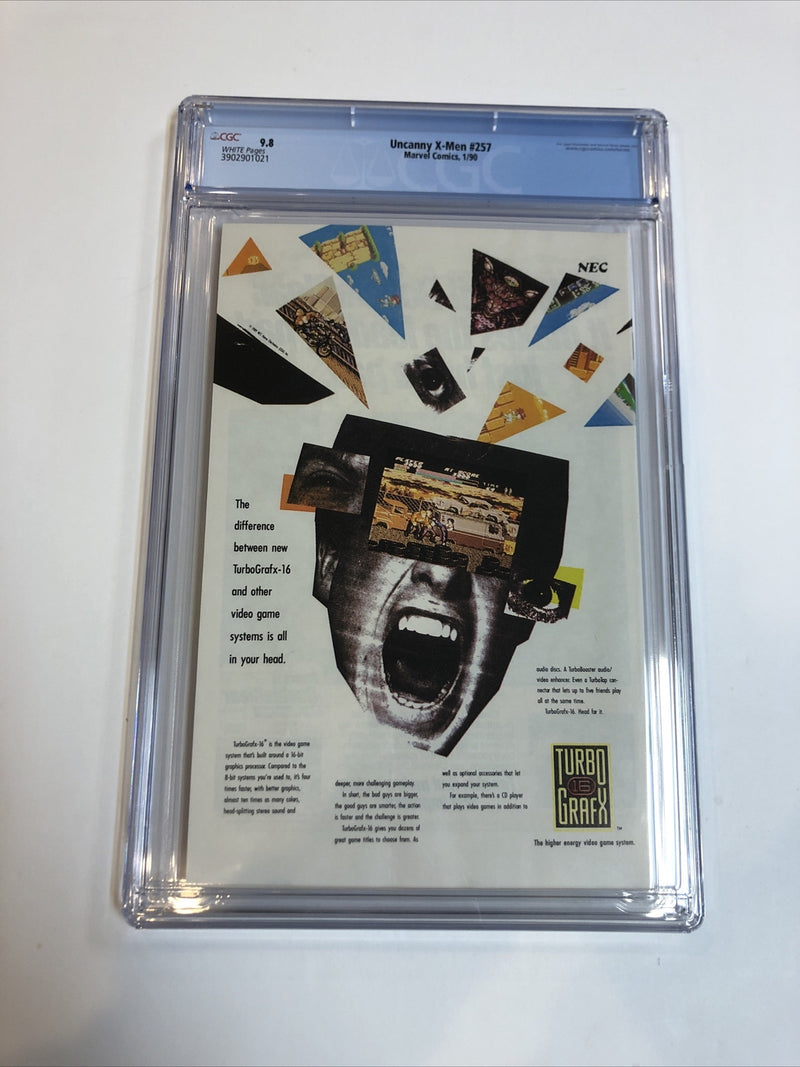 CGC 9.8
WHITE Pages
3902901021
Uncanny X-Men #257
Marvel Comics, 1/90
CGC
NEC
The
difference
between new
TurboGrafx-16
and other
video game
systems is all
in your head.
TurboGrafx-16® is the video game
system that's built around a 16-bit
graphics processor. Compared to the
8-bit systems you're used to, it's four
times faster, with better graphics,
almost ten times as many colors,
head-splitting stereo sound and
deeper, more challenging gameplay.
In short, the bad guys are bigger,
the good guys are smarter, the action
is faster and the challenge is greater.
TurboGrafx-16 gives you dozens of
great game titles to choose from. As
well as optional accessories that let
you expand your system.
For example, there's a CD player
that plays video games in addition to
audio discs. A TurboBooster audio/
video enhancer. Even a TurboTap con-
nector that lets up to five friends play
all at the same time.
TurboGrafx-16. Head for it.
TURBO
16
GRAFX
™
The higher energy video game system.